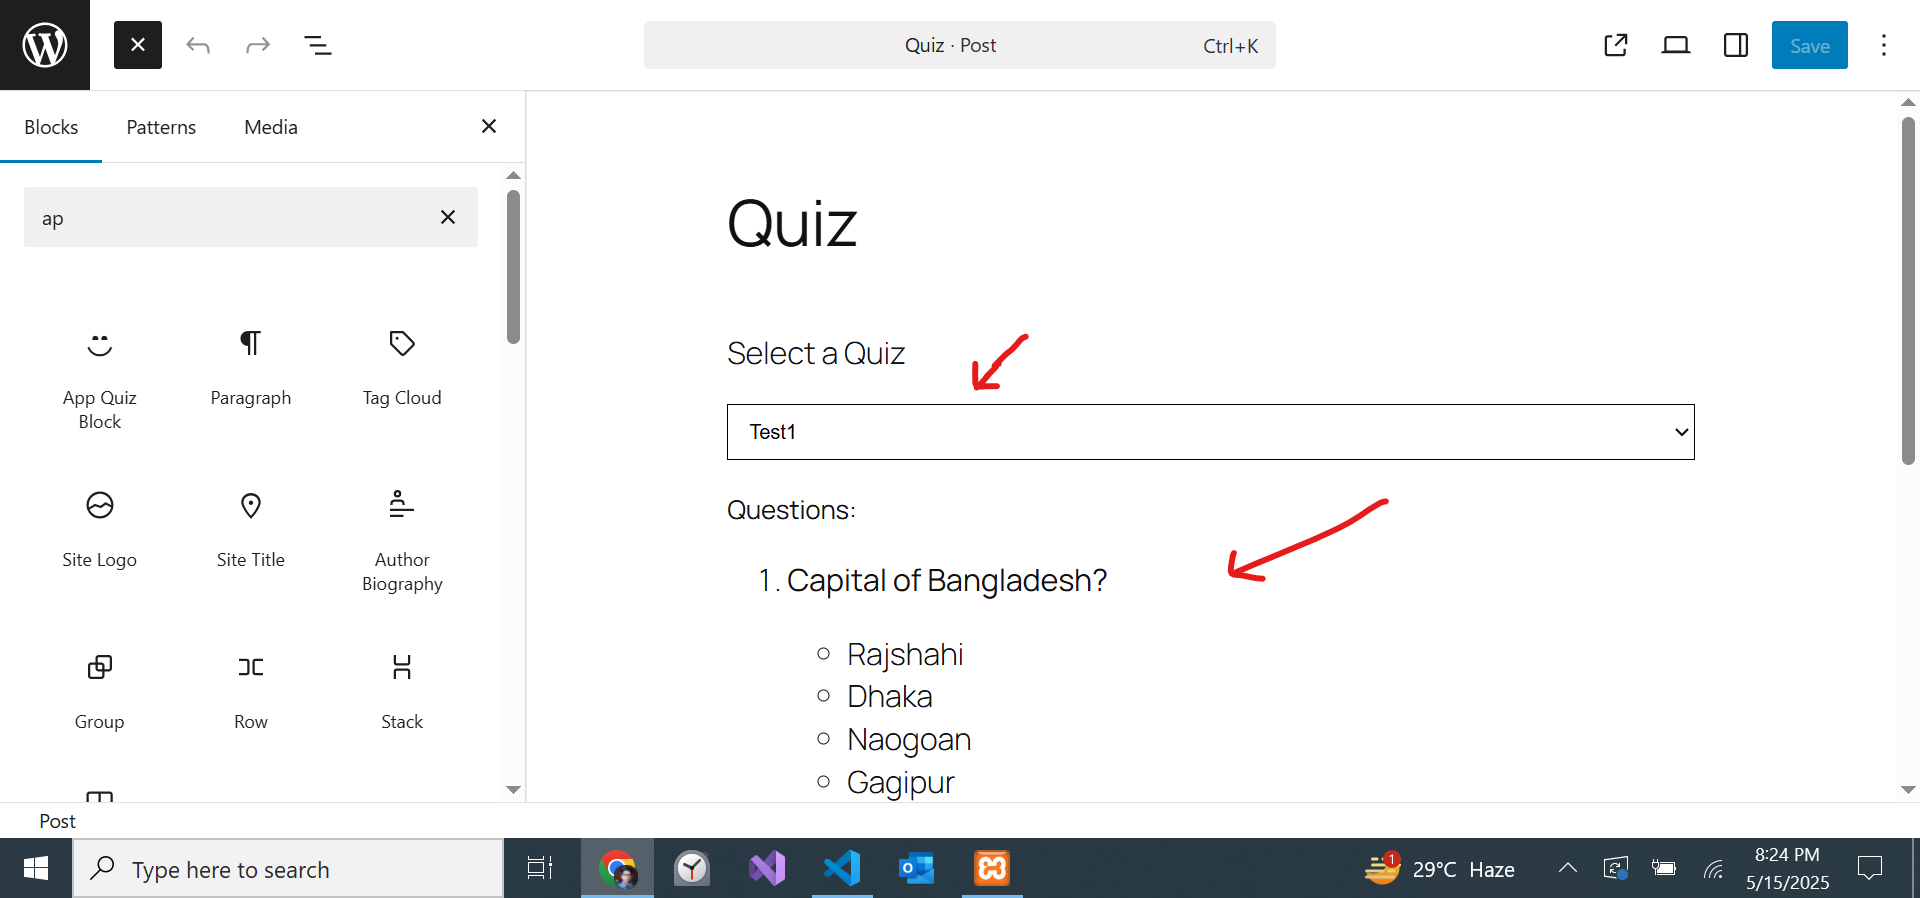 Quiz · Post Ctrl+K
Save
Blocks Patterns Media
ap
App Quiz
Block
Paragraph
Tag Cloud
Site Logo
Site Title
Author
Biography
Group
Row
Stack
Quiz
Select a Quiz
Test1
Questions:
1. Capital of Bangladesh?
Rajshahi
Dhaka
Naogoan
Gagipur
Post
Type here to search
1
29°C Haze
8:24 PM
5/15/2025